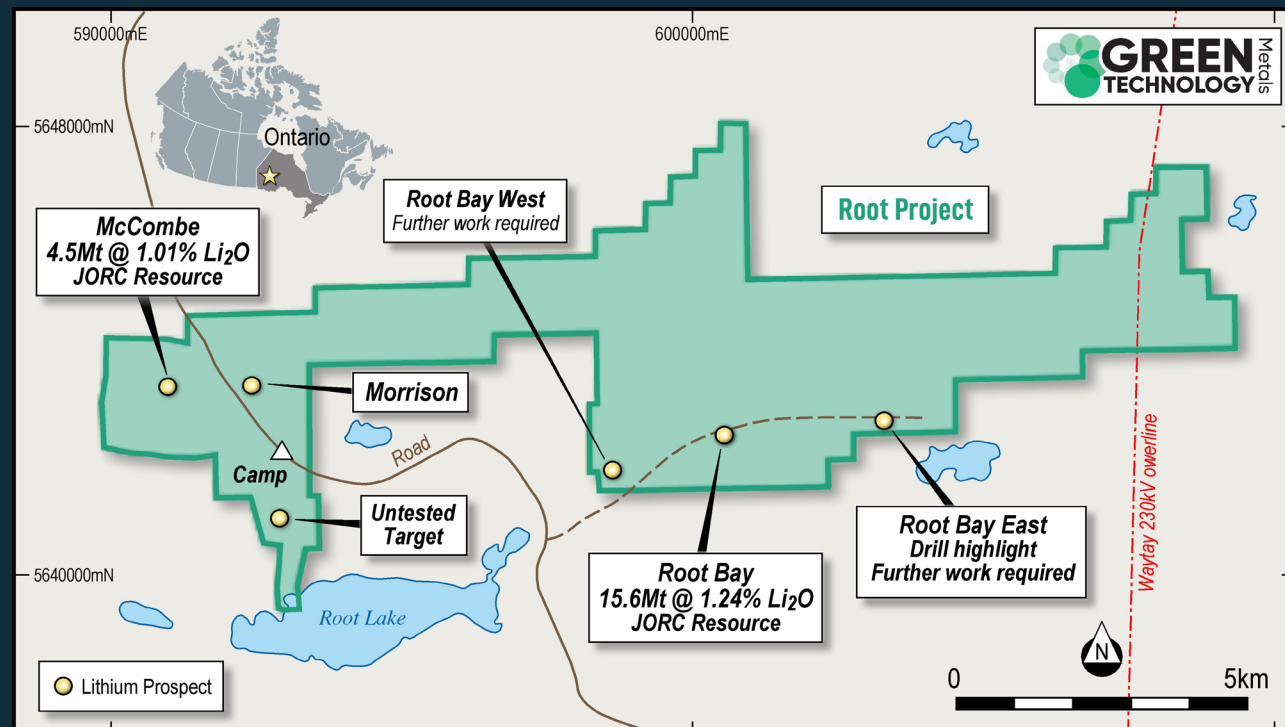 590000mE
600000mE
GREEN
TECHNOLOGY
Metals
5648000mN
Ontario
Root Bay West
Further work required
Root Project
McCombe
4.5Mt @ 1.01% Li₂O
JORC Resource
Morrison
Road
Camp
Untested
Target
Root Bay East
Drill highlight
Further work required
Waytay 230kV owerline
5640000mN
Root Bay
15.6Mt @ 1.24% Li₂O
JORC Resource
Root Lake
N
0
5km
Lithium Prospect